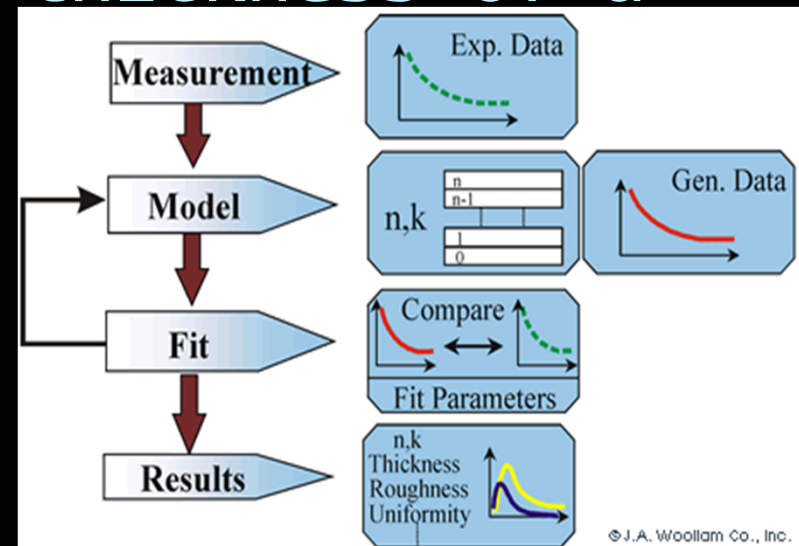 Measurement
Exp. Data
Model
n,k
n
n-1
1
0
Gen. Data
Fit
Compare
Fit Parameters
Results
n,k
Thickness
Roughness
Uniformity
©J.A. Woollam Co., Inc.